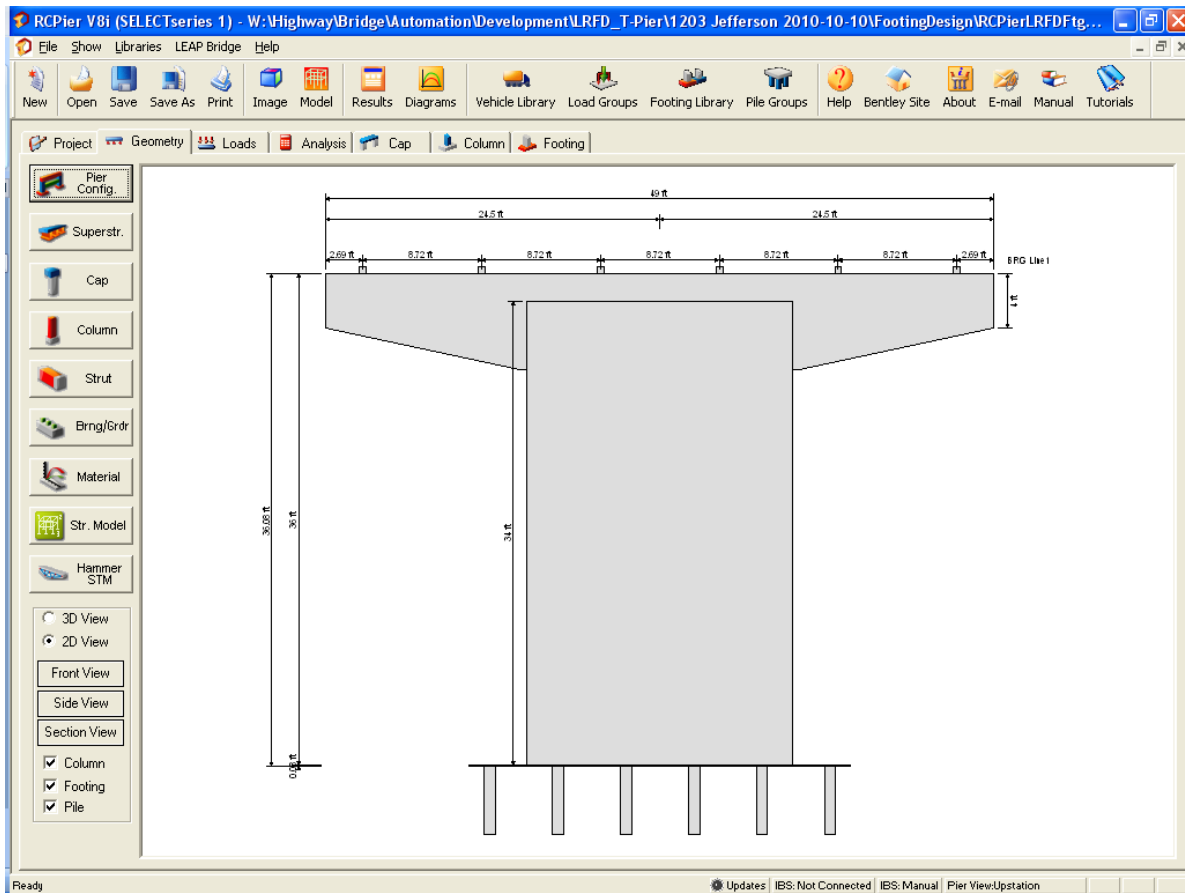 RCPier V8i (SELECTseries 1) - W:\Highway\Bridge\Automation\Development\LRFD_T-Pier\1203 Jefferson 2010-10-10\FootingDesign\RCPierLRFDFtg...
File Show Libraries LEAP Bridge Help
New Open Save Save As Print Image Model Results Diagrams Vehicle Library Load Groups Footing Library Pile Groups Help Bentley Site About E-mail Manual Tutorials
Project Geometry Loads Analysis Cap Column Footing
Pier
Config.
Superstr.
Cap
Column
Strut
Brng/Grdr
Material
Str. Model
Hammer
STM
3D View
2D View
Front View
Side View
Section View
Column
Footing
Pile
49 ft
24.5 ft 24.5 ft
2.69 ft 8.72 ft 8.72 ft 8.72 ft 8.72 ft 8.72 ft 2.69 ft BRG Line 1
4 ft
36.08 ft
36 ft
34 ft
0.08 ft
Ready Updates IBS: Not Connected IBS: Manual Pier View:Upstation